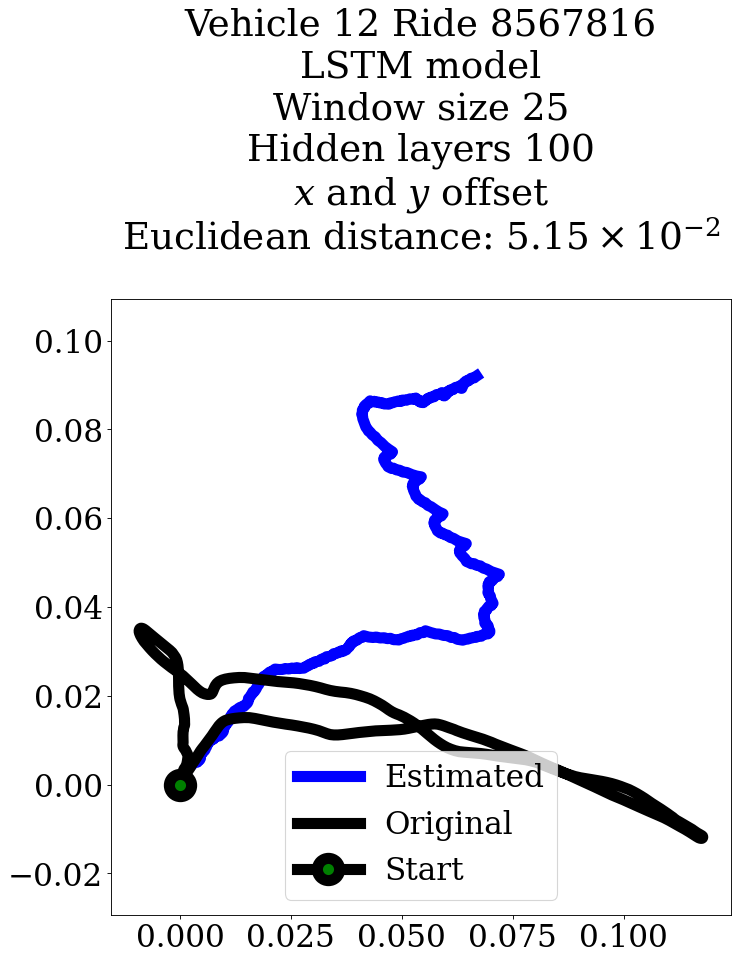 Vehicle 12 Ride 8567816
LSTM model
Window size 25
Hidden layers 100
x and y offset
Euclidean distance: 5.15 × 10⁻²
0.10
0.08
0.06
0.04
0.02
0.00
−0.02
Estimated
Original
Start
0.000 0.025 0.050 0.075 0.100